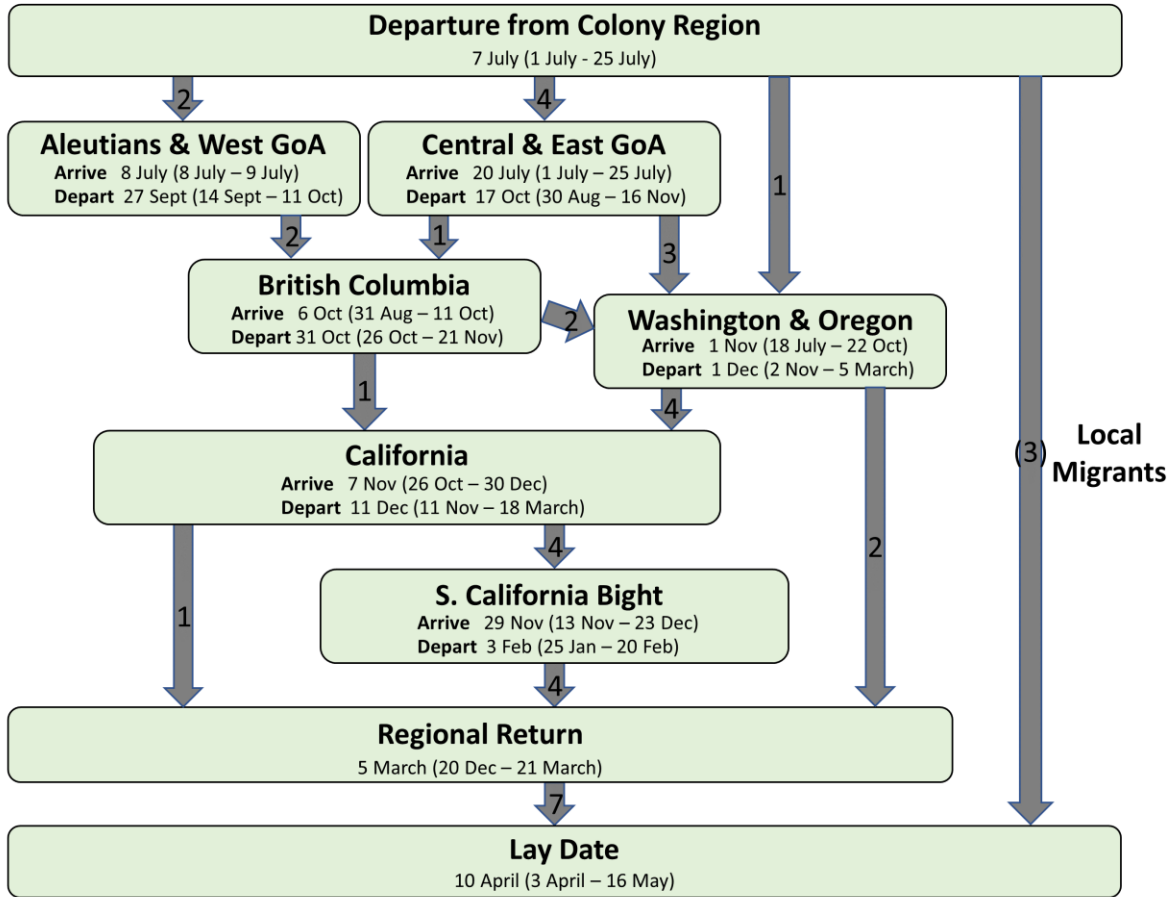 Departure from Colony Region
7 July (1 July - 25 July)
2
4
1
Aleutians & West GoA
Arrive 8 July (8 July – 9 July)
Depart 27 Sept (14 Sept – 11 Oct)
Central & East GoA
Arrive 20 July (1 July – 25 July)
Depart 17 Oct (30 Aug – 16 Nov)
2
1
3
British Columbia
Arrive 6 Oct (31 Aug – 11 Oct)
Depart 31 Oct (26 Oct – 21 Nov)
2
Washington & Oregon
Arrive 1 Nov (18 July – 22 Oct)
Depart 1 Dec (2 Nov – 5 March)
1
4
California
Arrive 7 Nov (26 Oct – 30 Dec)
Depart 11 Dec (11 Nov – 18 March)
(3)
Local
Migrants
1
4
2
S. California Bight
Arrive 29 Nov (13 Nov – 23 Dec)
Depart 3 Feb (25 Jan – 20 Feb)
4
Regional Return
5 March (20 Dec – 21 March)
7
Lay Date
10 April (3 April – 16 May)